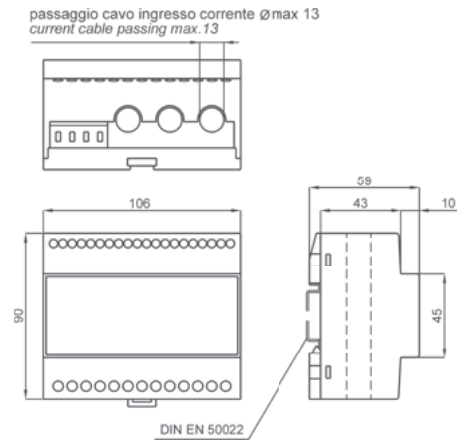 passaggio cavo ingresso corrente Ø max 13
current cable passing max.13
106
90
59
43
10
45
DIN EN 50022